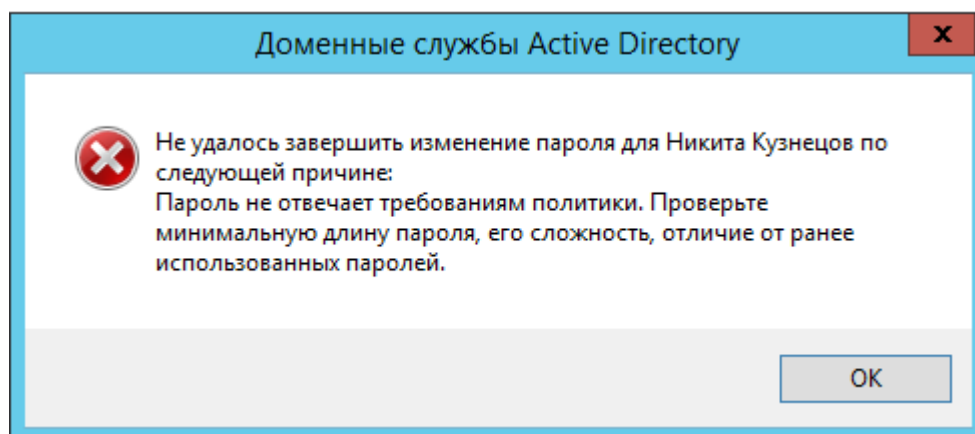 Доменные службы Active Directory
x
Не удалось завершить изменение пароля для Никита Кузнецов по
следующей причине:
Пароль не отвечает требованиям политики. Проверьте
минимальную длину пароля, его сложность, отличие от ранее
использованных паролей.
OK